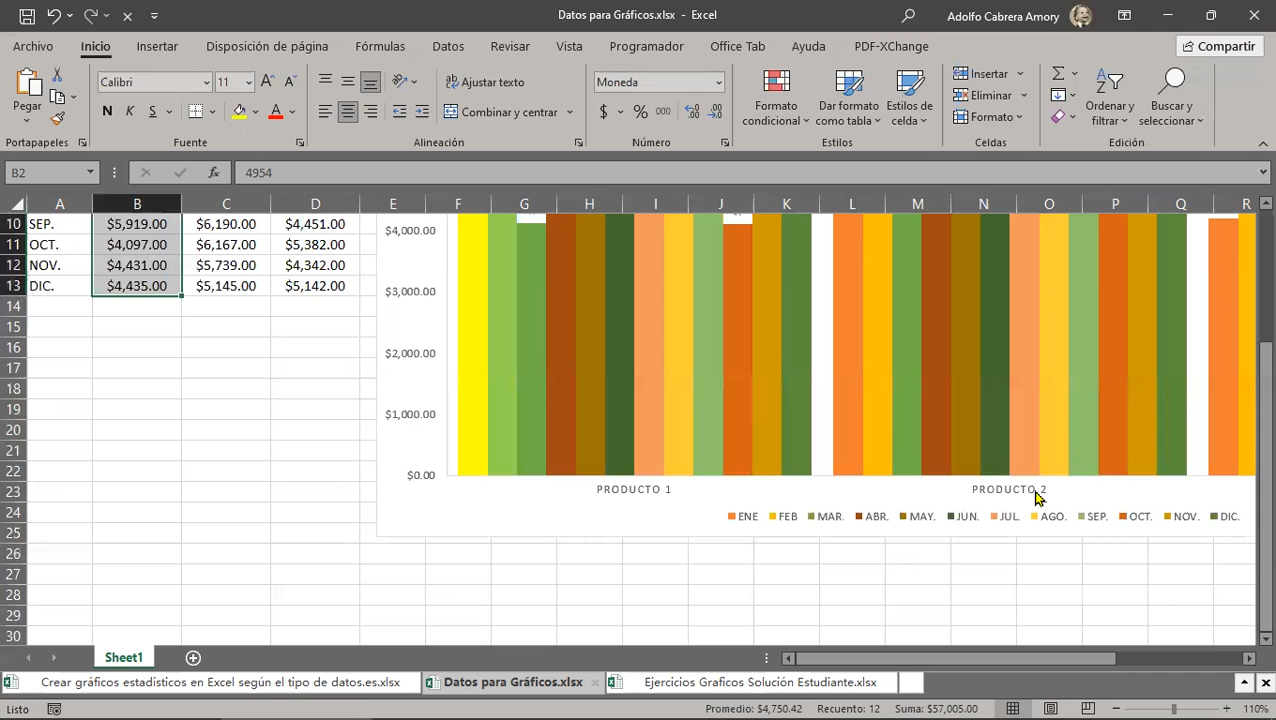 Datos para Gráficos.xlsx - Excel
Adolfo Cabrera Amory
Archivo Inicio Insertar Disposición de página Fórmulas Datos Revisar Vista Programador Office Tab Ayuda PDF-XChange Compartir
Pegar
Calibri 11
Ajustar texto
Moneda
Formato condicional
Dar formato como tabla
Estilos de celda
Insertar
Eliminar
Formato
Ordenar y filtrar
Buscar y seleccionar
N K S
Combinar y centrar
$ % 000
Portapapeles Fuente Alineación Número Estilos Celdas Edición
B2 fx 4954
A B C D E F G H I J K L M N O P Q R
10 SEP. $5,919.00 $6,190.00 $4,451.00
11 OCT. $4,097.00 $6,167.00 $5,382.00
12 NOV. $4,431.00 $5,739.00 $4,342.00
13 DIC. $4,435.00 $5,145.00 $5,142.00
14
15
16
17
18
19
20
21
22
23
24
25
26
27
28
29
30
$4,000.00
$3,000.00
$2,000.00
$1,000.00
$0.00
PRODUCTO 1 PRODUCTO 2
ENE FEB MAR. ABR. MAY. JUN. JUL. AGO. SEP. OCT. NOV. DIC.
Sheet1
Crear gráficos estadísticos en Excel según el tipo de datos.es.xlsx Datos para Gráficos.xlsx Ejercicios Graficos Solución Estudiante.xlsx
Listo Promedio: $4,750.42 Recuento: 12 Suma: $57,005.00 110%